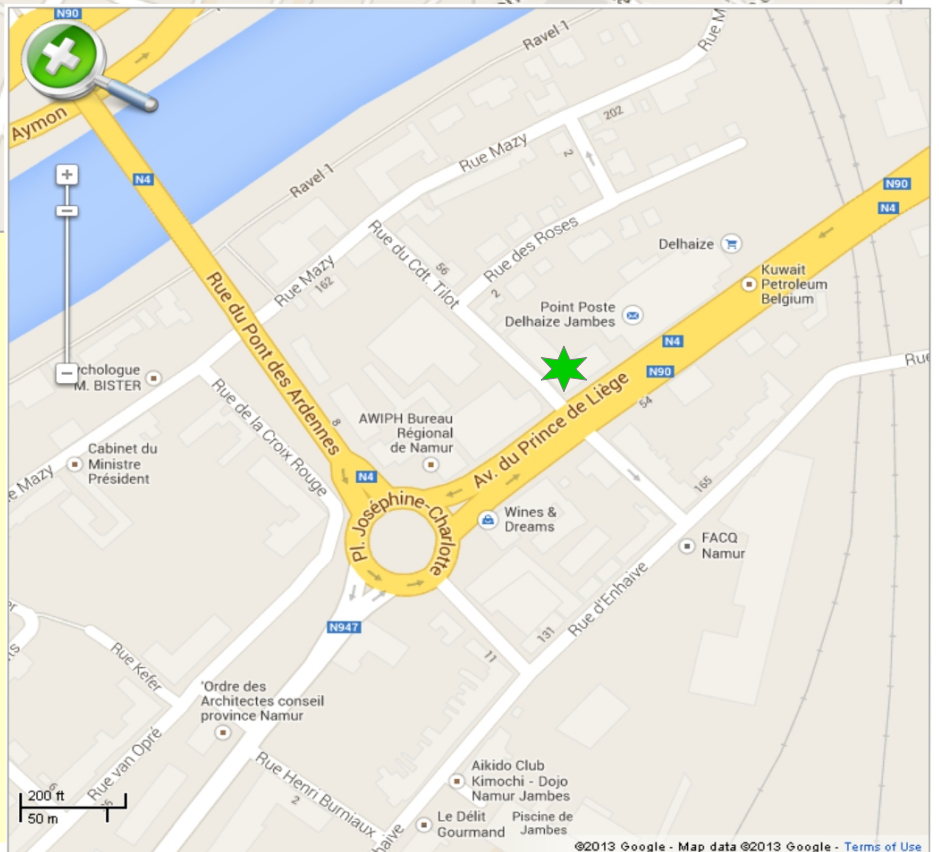 N90
Aymon
Ravel 1
Rue M
202
2
Rue Mazy
N4
Ravel 1
N90
N4
Rue du Cdt. Tilot
56
Rue des Roses
2
Delhaize
Kuwait
Petroleum
Belgium
Rue Mazy
162
Point Poste
Delhaize Jambes
N4
N90
Rue du Pont des Ardennes
8
Rue
ychologue
M. BISTER
Rue de la Croix Rouge
54
AWIPH Bureau
Régional
de Namur
Av. du Prince de Liège
Cabinet du
Ministre
Président
e Mazy
N4
165
Pl. Joséphine-Charlotte
Wines &
Dreams
FACQ
Namur
Rue d'Enhaive
131
N947
11
er
ts
Rue Kefer
'Ordre des
Architectes conseil
province Namur
Rue van Opré
Rue Henri Burniaux
2
Aikido Club
Kimochi - Dojo
Namur Jambes
Le Délit
Gourmand
Piscine de
Jambes
haive
200 ft
50 m
©2013 Google - Map data ©2013 Google - Terms of Use